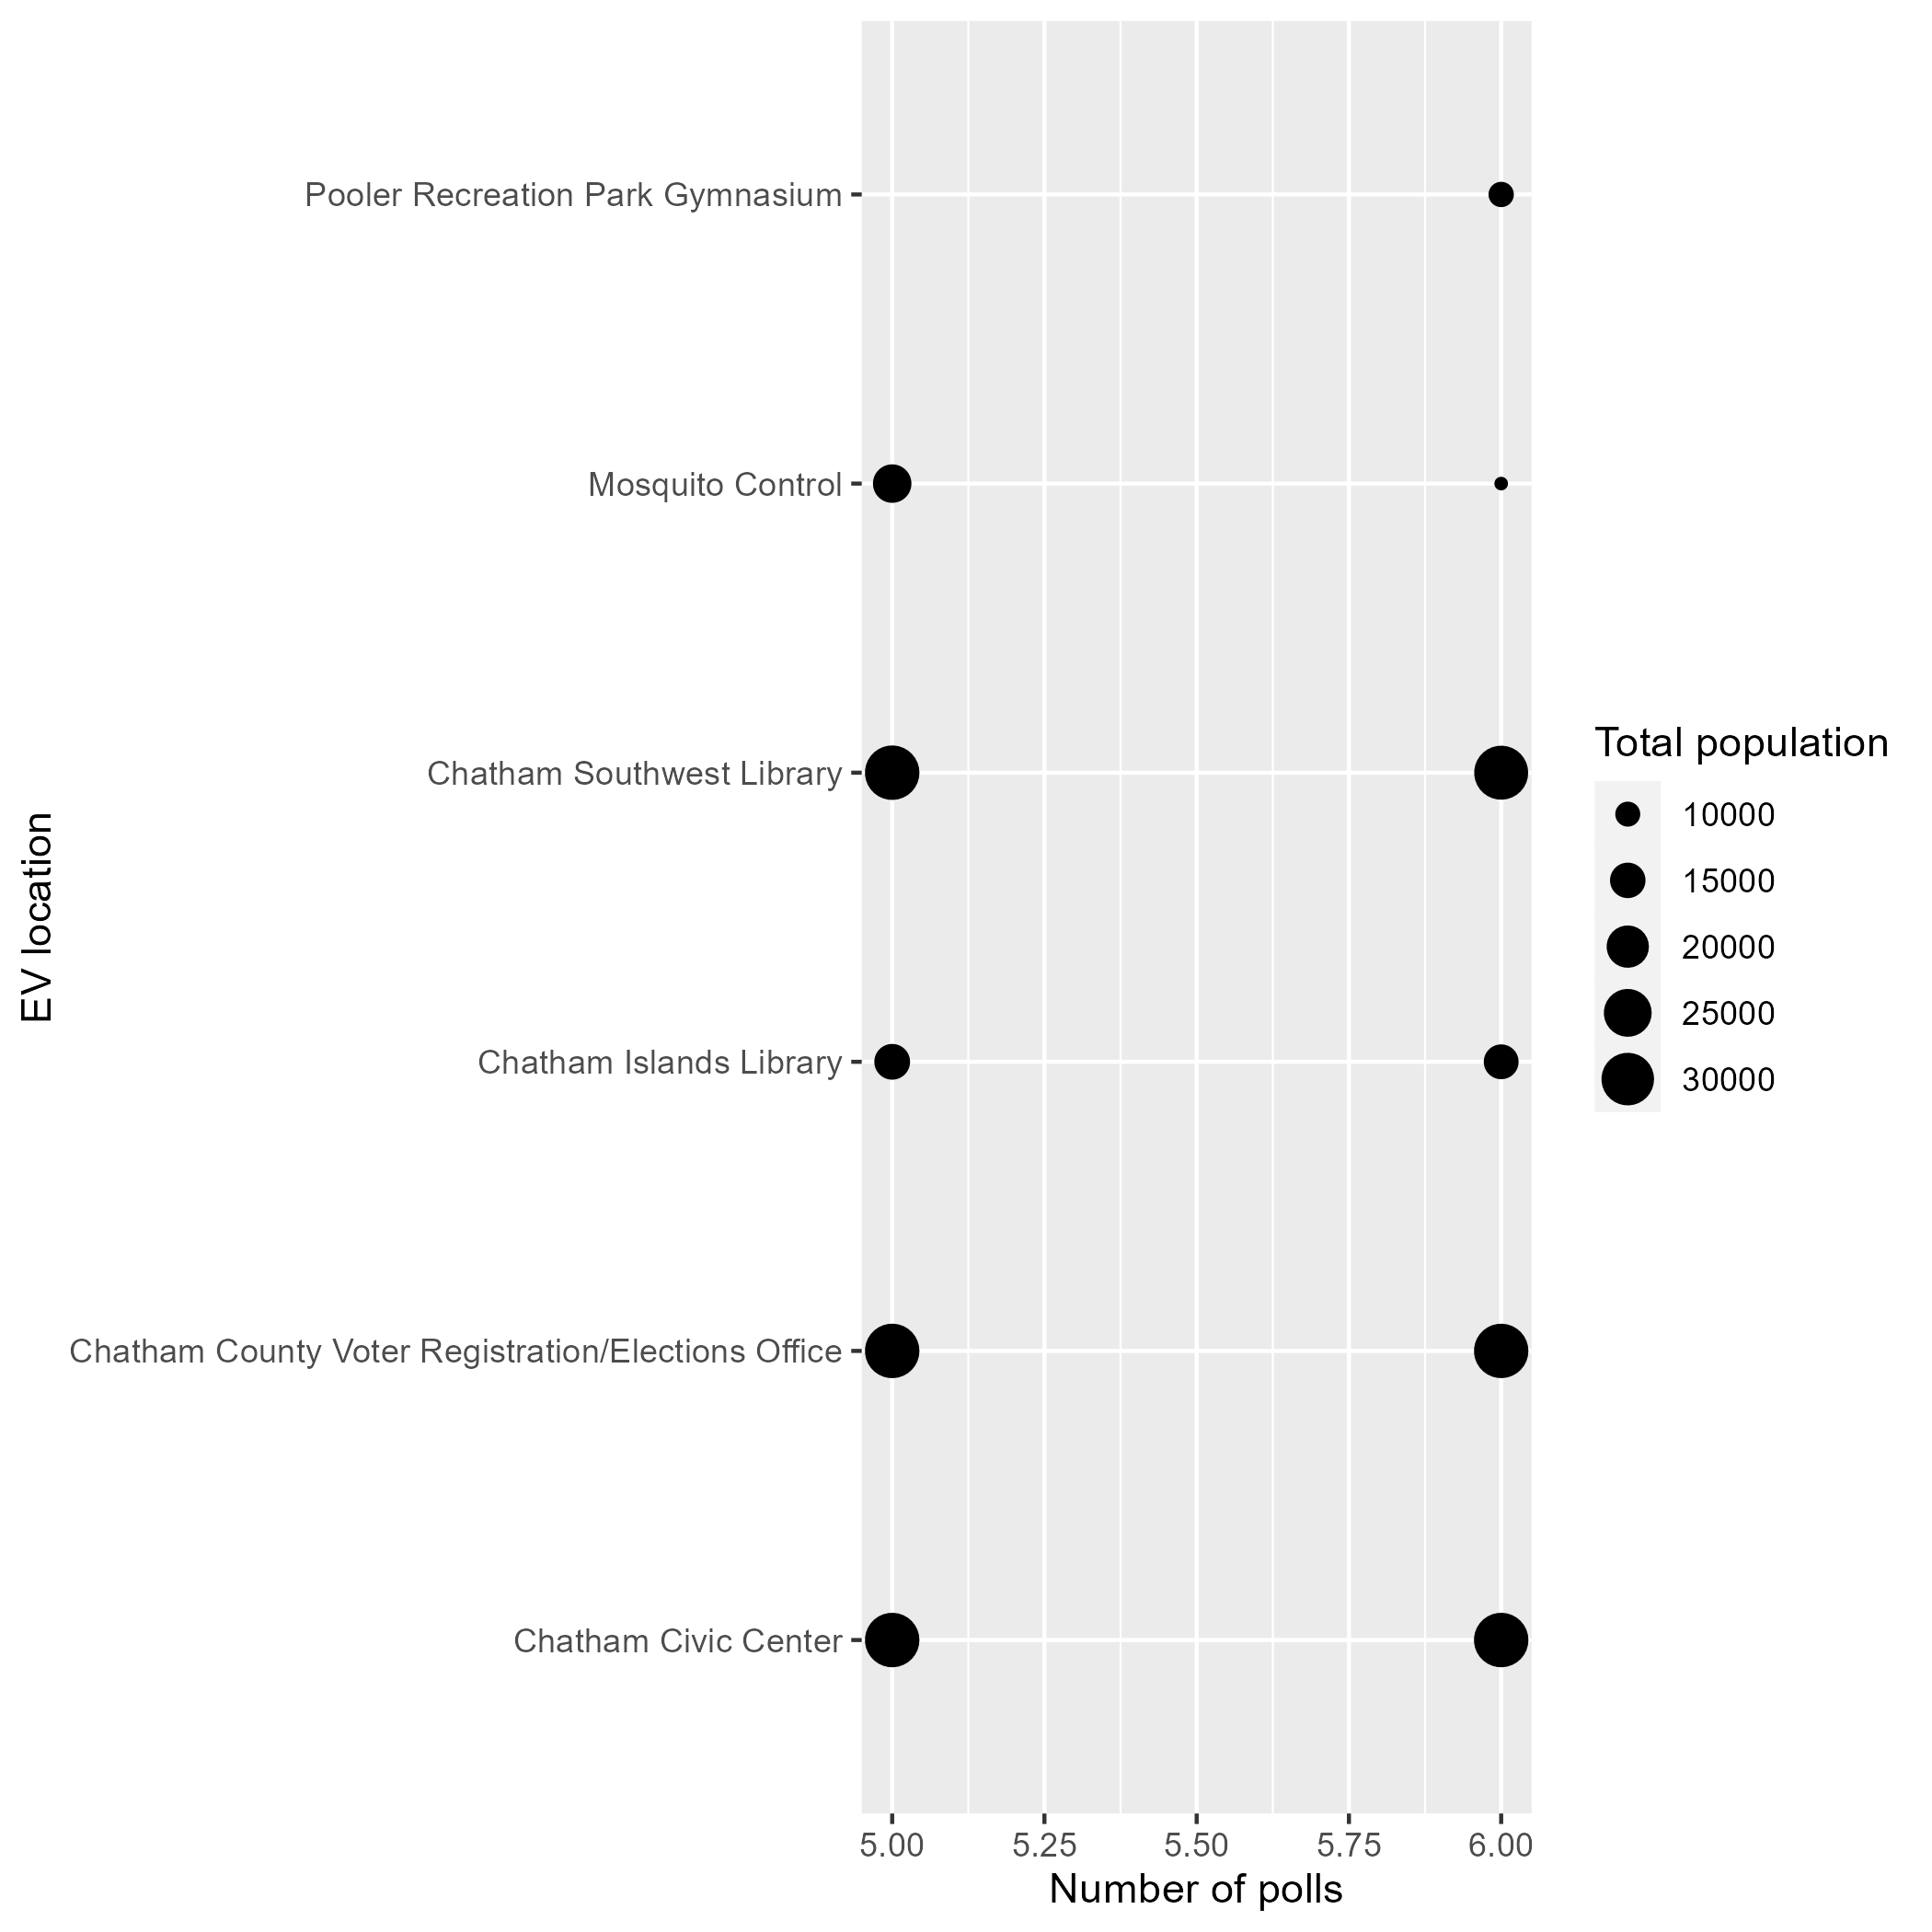 Pooler Recreation Park Gymnasium
Mosquito Control
Chatham Southwest Library
Chatham Islands Library
Chatham County Voter Registration/Elections Office
Chatham Civic Center
EV location
5.00 5.25 5.50 5.75 6.00
Number of polls
Total population
10000
15000
20000
25000
30000